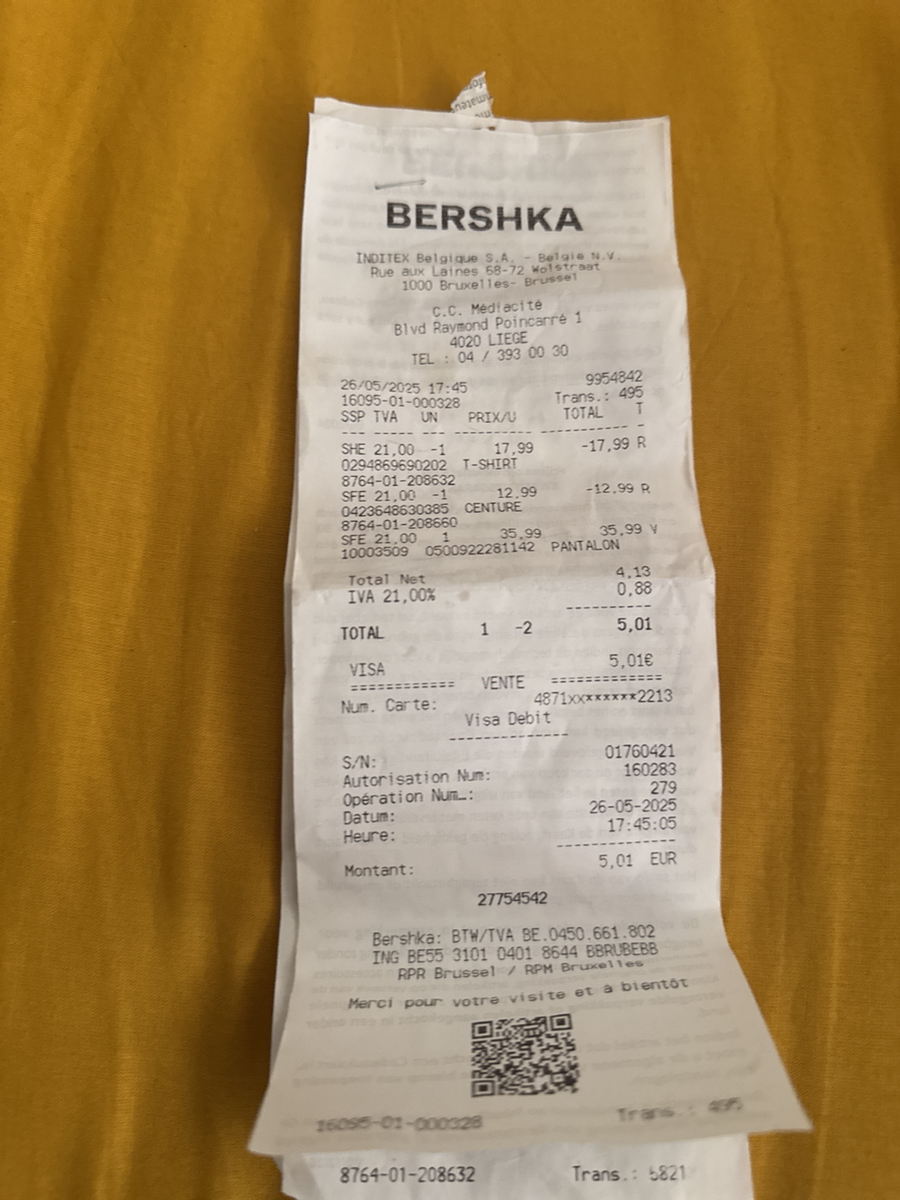 BERSHKA
INDITEX Belgique S.A. - Belgie N.V.
Rue aux Laines 68-72 Wolstraat
1000 Bruxelles- Brussel
C.C. Médiacité
Blvd Raymond Poincarré 1
4020 LIEGE
TEL : 04 / 393 00 30
26/05/2025 17:45 9954842
16095-01-000328 Trans.: 495
SSP TVA UN PRIX/U TOTAL T
--- ----- --- ---------- ----------- -
SHE 21,00 -1 17,99 -17,99 R
0294869690202 T-SHIRT
8764-01-208632
SFE 21,00 -1 12,99 -12,99 R
0423648630385 CENTURE
8764-01-208660
SFE 21,00 1 35,99 35,99 V
10003509 0500922281142 PANTALON
Total Net 4,13
IVA 21,00% 0,88
----------
TOTAL 1 -2 5,01
VISA 5,01€
============ VENTE =============
Num. Carte: 4871xx******2213
Visa Debit
--------------
S/N: 01760421
Autorisation Num: 160283
Opération Num.: 279
Datum: 26-05-2025
Heure: 17:45:05
--------------
Montant: 5,01 EUR
27754542
Bershka: BTW/TVA BE.0450.661.802
ING BE55 3101 0401 8644 BBRUBEBB
RPR Brussel / RPM Bruxelles
Merci pour votre visite et à bientôt
16095-01-000328 Trans.: 495
8764-01-208632 Trans.: 5821